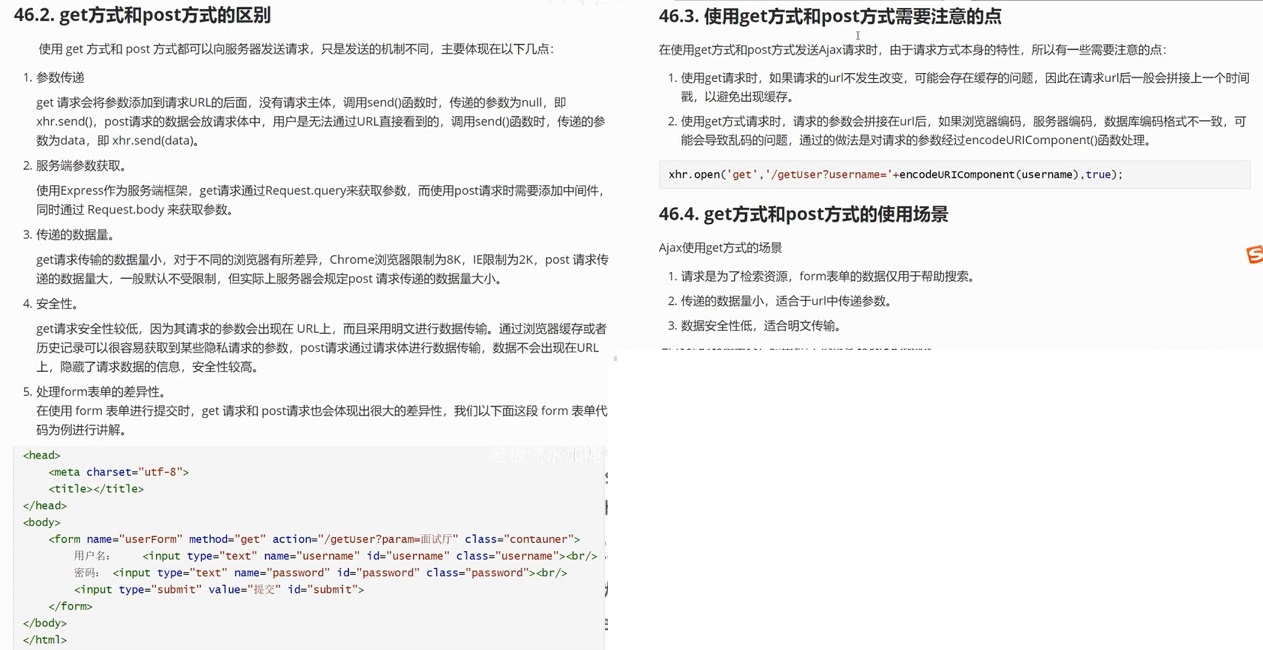 46.2. get方式和post方式的区别
使用 get 方式和 post 方式都可以向服务器发送请求，只是发送的机制不同，主要体现在以下几点：
1. 参数传递
get 请求会将参数添加到请求URL的后面，没有请求主体，调用send()函数时，传递的参数为null，即
xhr.send()，post请求的数据会放请求体中，用户是无法通过URL直接看到的，调用send()函数时，传递的参
数为data，即 xhr.send(data)。
2. 服务端参数获取。
使用Express作为服务端框架，get请求通过Request.query来获取参数，而使用post请求时需要添加中间件，
同时通过 Request.body 来获取参数。
3. 传递的数据量。
get请求传输的数据量小，对于不同的浏览器有所差异，Chrome浏览器限制为8K，IE限制为2K，post 请求传
递的数据量大，一般默认不受限制，但实际上服务器会规定post 请求传递的数据量大小。
4. 安全性。
get请求安全性较低，因为其请求的参数会出现在 URL上，而且采用明文进行数据传输。通过浏览器缓存或者
历史记录可以很容易获取到某些隐私请求的参数，post请求通过请求体进行数据传输，数据不会出现在URL
上，隐藏了请求数据的信息，安全性较高。
5. 处理form表单的差异性。
在使用 form 表单进行提交时，get 请求和 post请求也会体现出很大的差异性，我们以下面这段 form 表单代
码为例进行讲解。
<head>
<meta charset="utf-8">
<title></title>
</head>
<body>
<form name="userForm" method="get" action="/getUser?param=面试厅" class="contauner">
用户名： <input type="text" name="username" id="username" class="username"><br/>
密码： <input type="text" name="password" id="password" class="password"><br/>
<input type="submit" value="提交" id="submit">
</form>
</body>
</html>
46.3. 使用get方式和post方式需要注意的点
在使用get方式和post方式发送Ajax请求时，由于请求方式本身的特性，所以有一些需要注意的点：
1. 使用get请求时，如果请求的url不发生改变，可能会存在缓存的问题，因此在请求url后一般会拼接上一个时间
戳，以避免出现缓存。
2. 使用get方式请求时，请求的参数会拼接在url后，如果浏览器编码，服务器编码，数据库编码格式不一致，可
能会导致乱码的问题，通过的做法是对请求的参数经过encodeURIComponent()函数处理。
xhr.open('get','/getUser?username='+encodeURIComponent(username),true);
46.4. get方式和post方式的使用场景
Ajax使用get方式的场景
1. 请求是为了检索资源，form表单的数据仅用于帮助搜索。
2. 传递的数据量小，适合于url中传递参数。
3. 数据安全性低，适合明文传输。